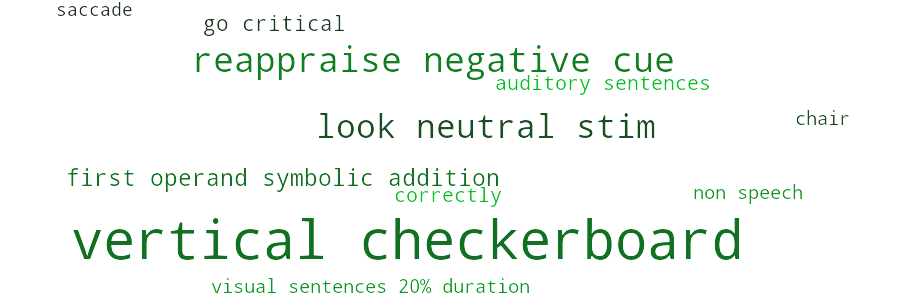 saccade
go critical
reappraise negative cue
auditory sentences
look neutral stim
chair
first operand symbolic addition
correctly
non speech
vertical checkerboard
visual sentences 20% duration